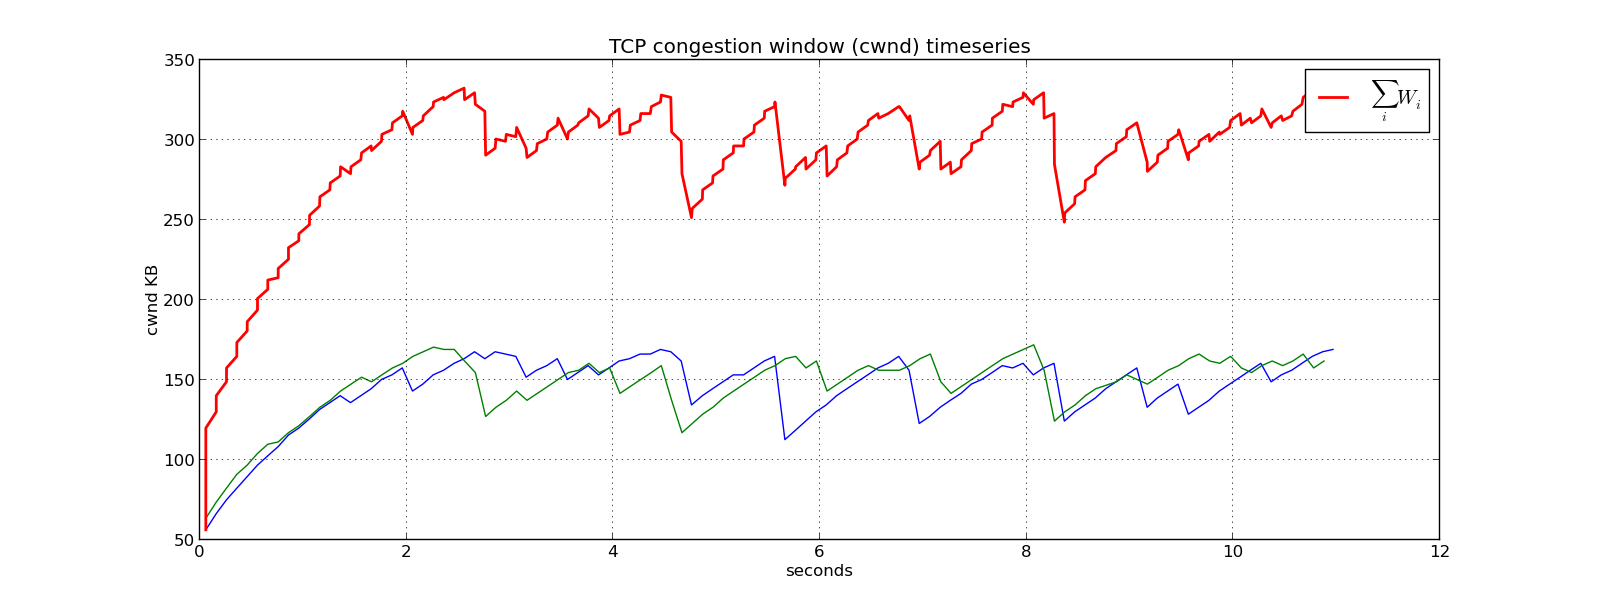 TCP congestion window (cwnd) timeseries
350
300
250
200
150
100
50
cwnd KB
0 2 4 6 8 10 12
seconds
∑
i
W_i